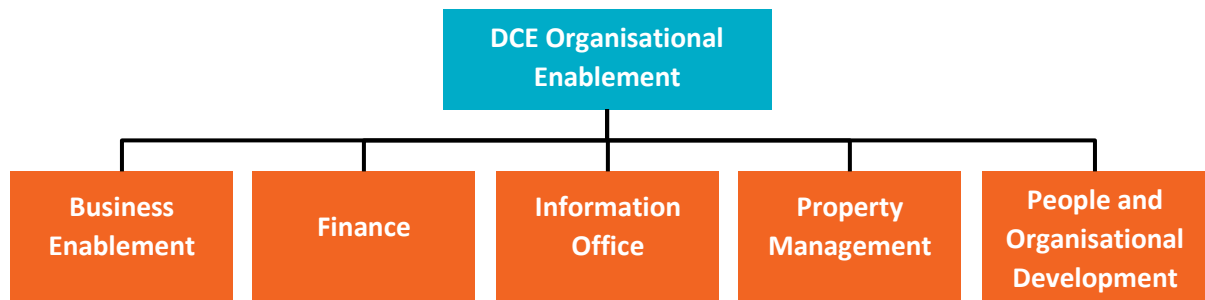 DCE Organisational
Enablement
Business
Enablement
Finance
Information
Office
Property
Management
People and
Organisational
Development